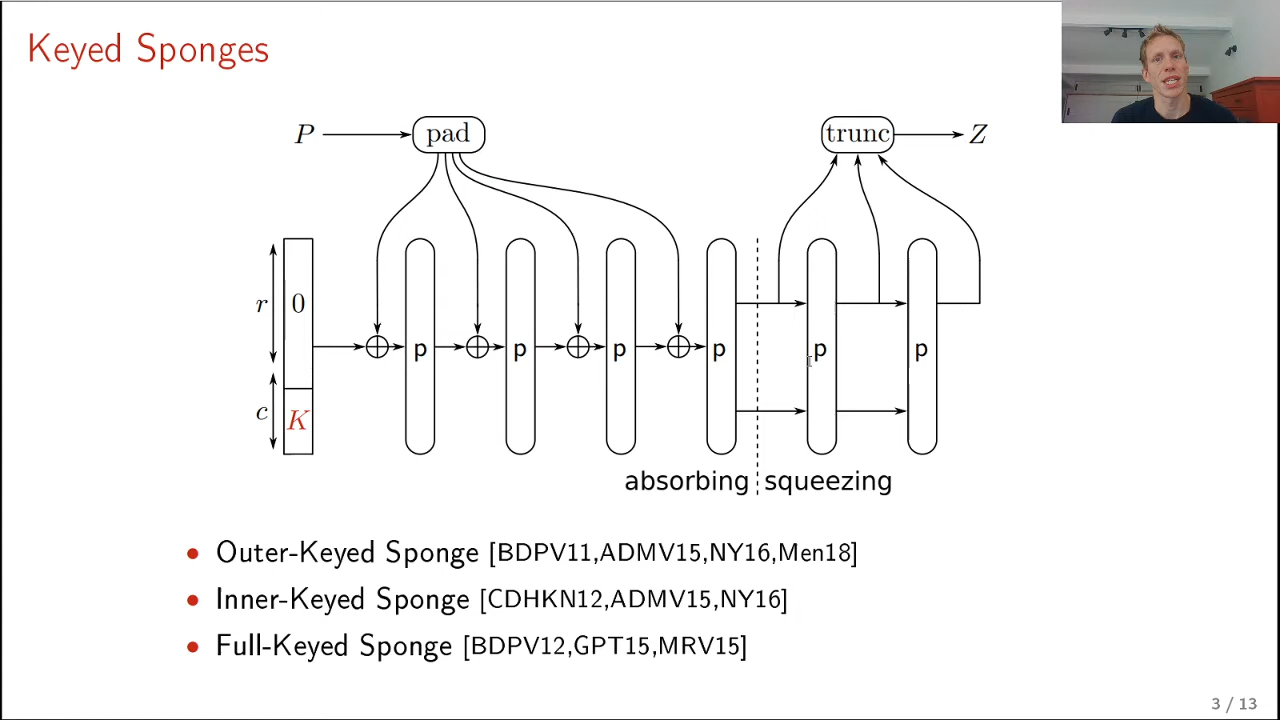 Keyed Sponges
P
pad
trunc
Z
r
0
c
K
p
p
p
p
p
p
absorbing
squeezing
• Outer-Keyed Sponge [BDPV11,ADMV15,NY16,Men18]
• Inner-Keyed Sponge [CDHKN12,ADMV15,NY16]
• Full-Keyed Sponge [BDPV12,GPT15,MRV15]
3 / 13